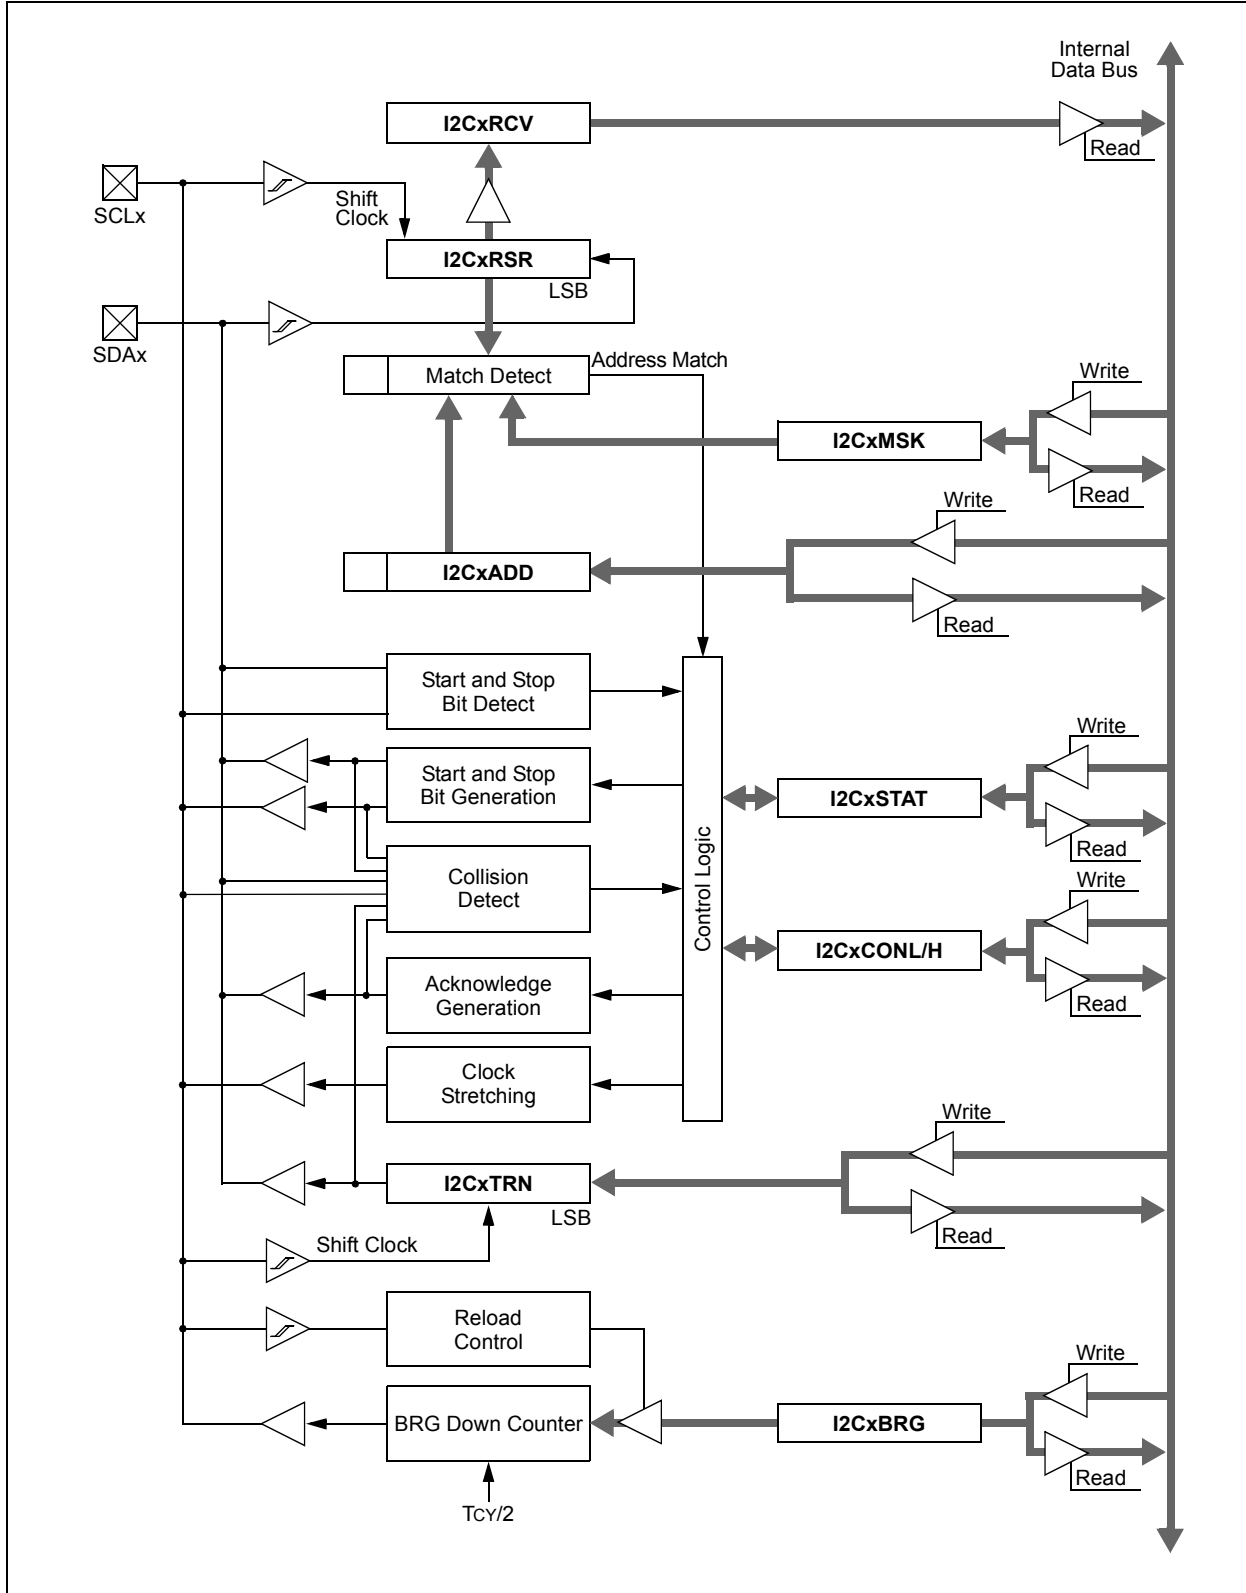 Internal
Data Bus
I2CxRCV
Read
SCLx
Shift
Clock
I2CxRSR
LSB
SDAx
Match Detect
Address Match
Write
I2CxMSK
Read
Write
I2CxADD
Read
Start and Stop
Bit Detect
Write
Start and Stop
Bit Generation
I2CxSTAT
Read
Control Logic
Collision
Detect
Write
I2CxCONL/H
Read
Acknowledge
Generation
Clock
Stretching
Write
I2CxTRN
LSB
Read
Shift Clock
Reload
Control
Write
BRG Down Counter
I2CxBRG
Read
TCY/2